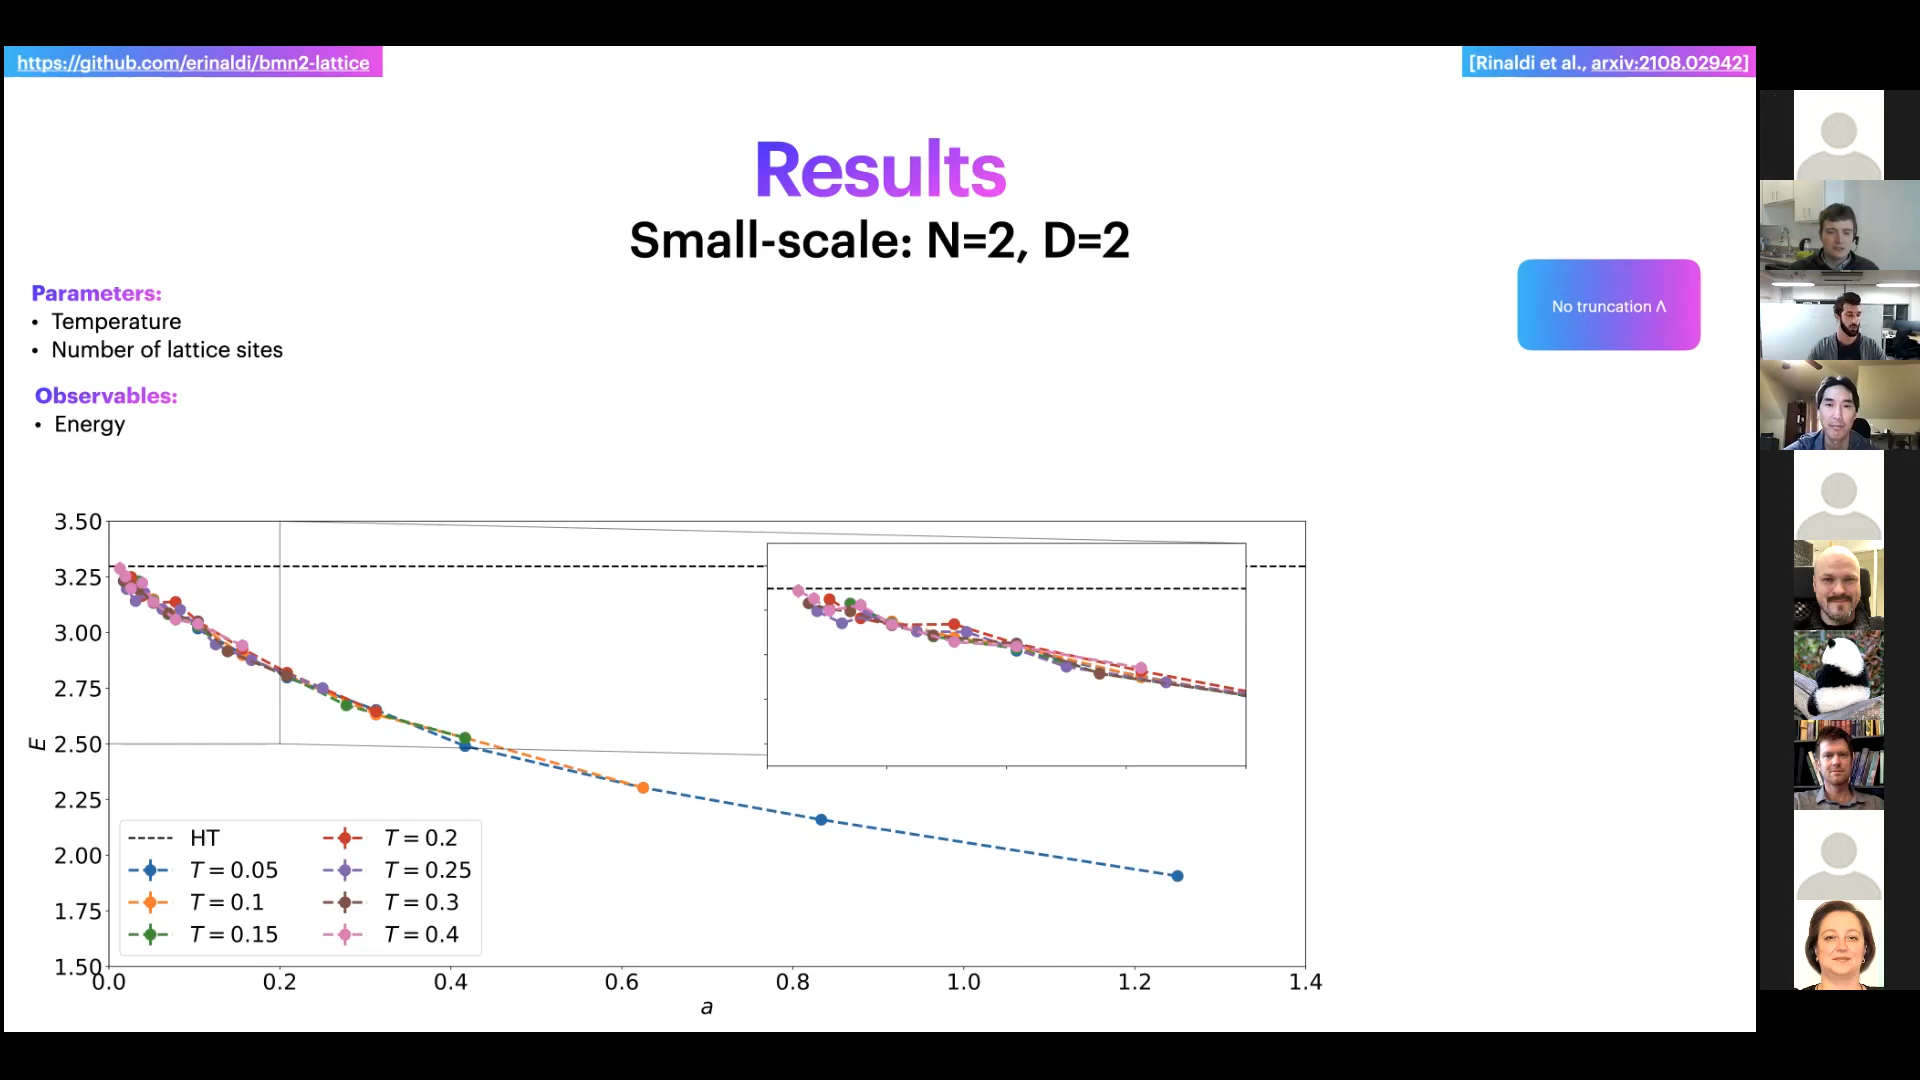 https://github.com/erinaldi/bmn2-lattice
[Rinaldi et al., arxiv:2108.02942]
Results
Small-scale: N=2, D=2
Parameters:
• Temperature
• Number of lattice sites
Observables:
• Energy
No truncation Λ
3.50
3.25
3.00
2.75
2.50
2.25
2.00
1.75
1.50
E
HT
T = 0.05
T = 0.1
T = 0.15
T = 0.2
T = 0.25
T = 0.3
T = 0.4
0.0 0.2 0.4 0.6 0.8 1.0 1.2 1.4
a